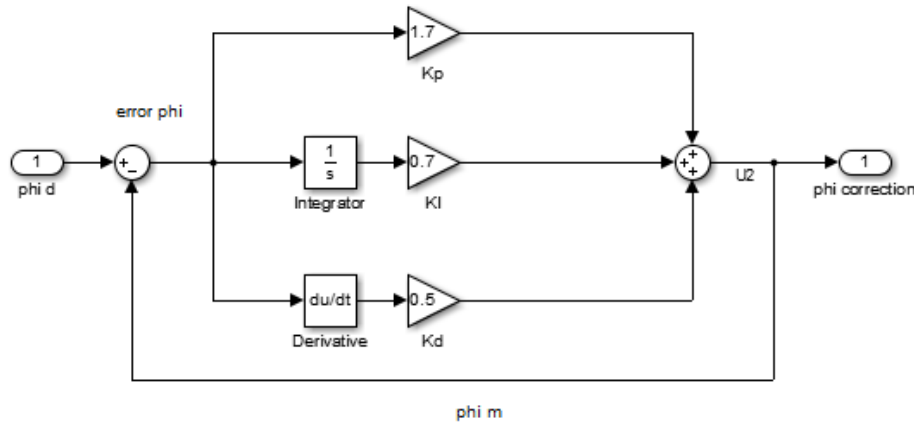 1.7
Kp
error phi
1
phi d
+
−
1
s
Integrator
0.7
KI
+
+
+
U2
1
phi correction
du/dt
Derivative
0.5
Kd
phi m